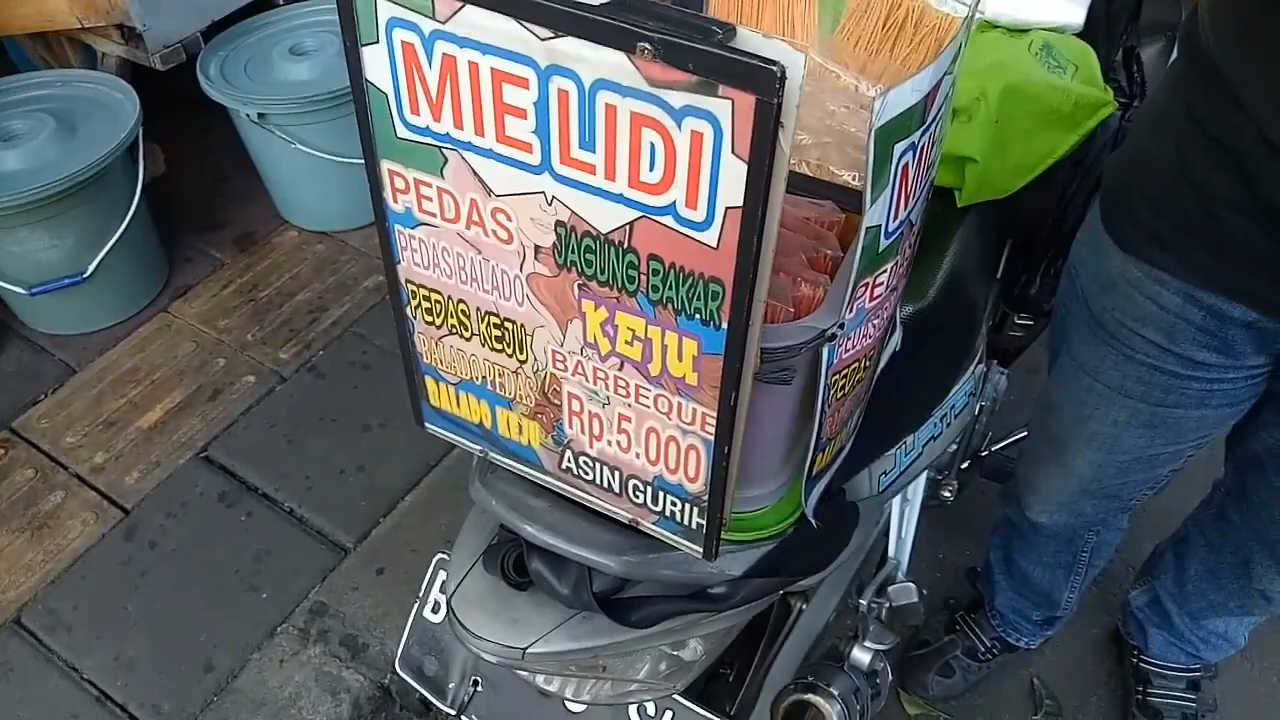 MIE LIDI
PEDAS
PEDAS BALADO
PEDAS KEJU
BALADO PEDAS
BALADO KEJU
JAGUNG BAKAR
KEJU
BARBEQUE
Rp.5.000
ASIN GURIH
JUPITER